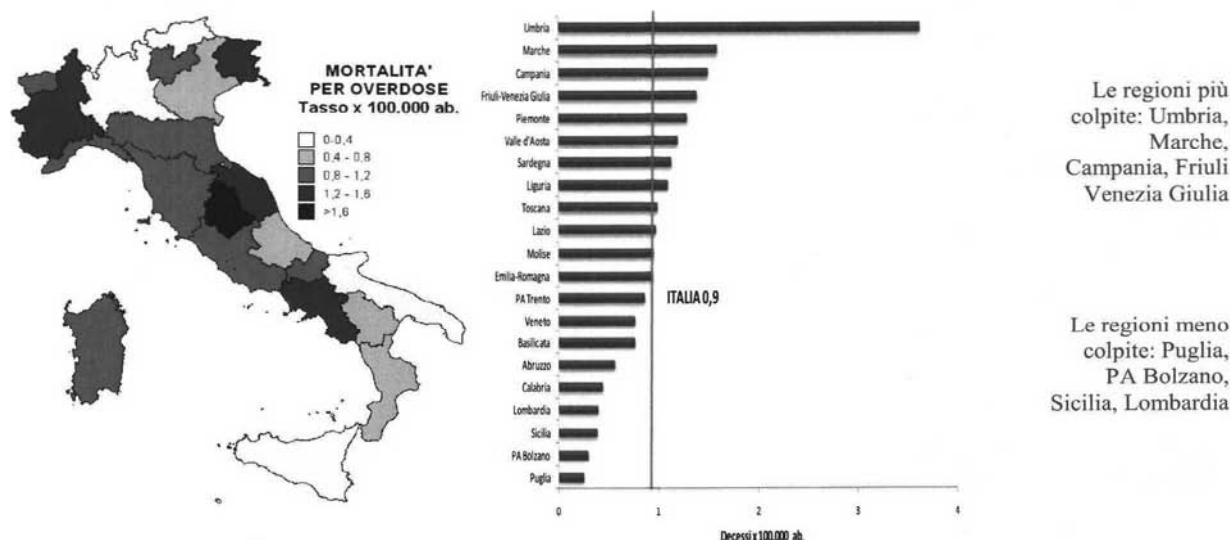 MORTALITA'
PER OVERDOSE
Tasso x 100.000 ab.
0-0,4
0,4 - 0,8
0,8 - 1,2
1,2 - 1,6
>1,6
Umbria
Marche
Campania
Friuli-Venezia Giulia
Piemonte
Valle d'Aosta
Sardegna
Liguria
Toscana
Lazio
Molise
Emilia-Romagna
PA Trento
Veneto
Basilicata
Abruzzo
Calabria
Lombardia
Sicilia
PA Bolzano
Puglia
ITALIA 0,9
0 1 2 3 4
Decessi x 100.000 ab.
Le regioni più
colpite: Umbria,
Marche,
Campania, Friuli
Venezia Giulia
Le regioni meno
colpite: Puglia,
PA Bolzano,
Sicilia, Lombardia